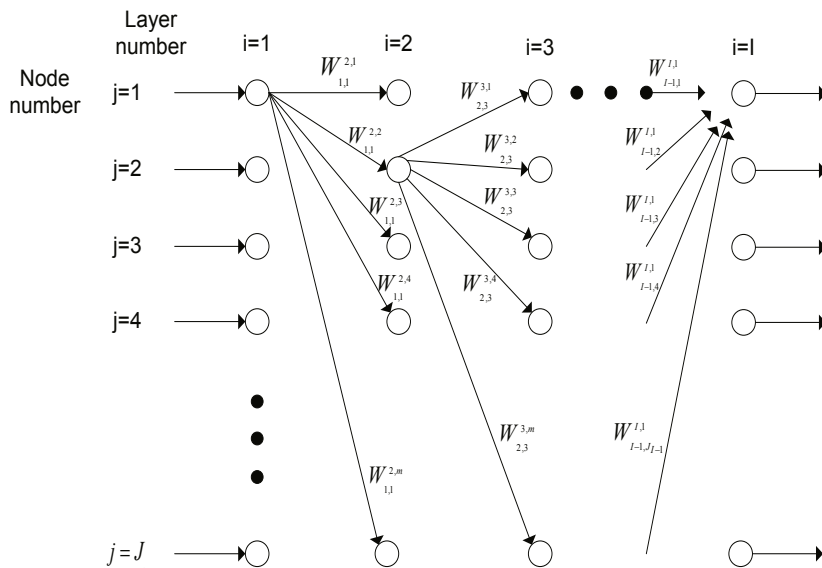 Layer
number
i=1
i=2
i=3
i=I
Node
number
j=1
W^{2,1}_{1,1}
W^{3,1}_{2,3}
W^{I,1}_{I-1,1}
j=2
W^{2,2}_{1,1}
W^{3,2}_{2,3}
W^{I,1}_{I-1,2}
j=3
W^{2,3}_{1,1}
W^{3,3}_{2,3}
W^{I,1}_{I-1,3}
j=4
W^{2,4}_{1,1}
W^{3,4}_{2,3}
W^{I,1}_{I-1,4}
W^{2,m}_{1,1}
W^{3,m}_{2,3}
W^{I,1}_{I-1,J_{I-1}}
j = J